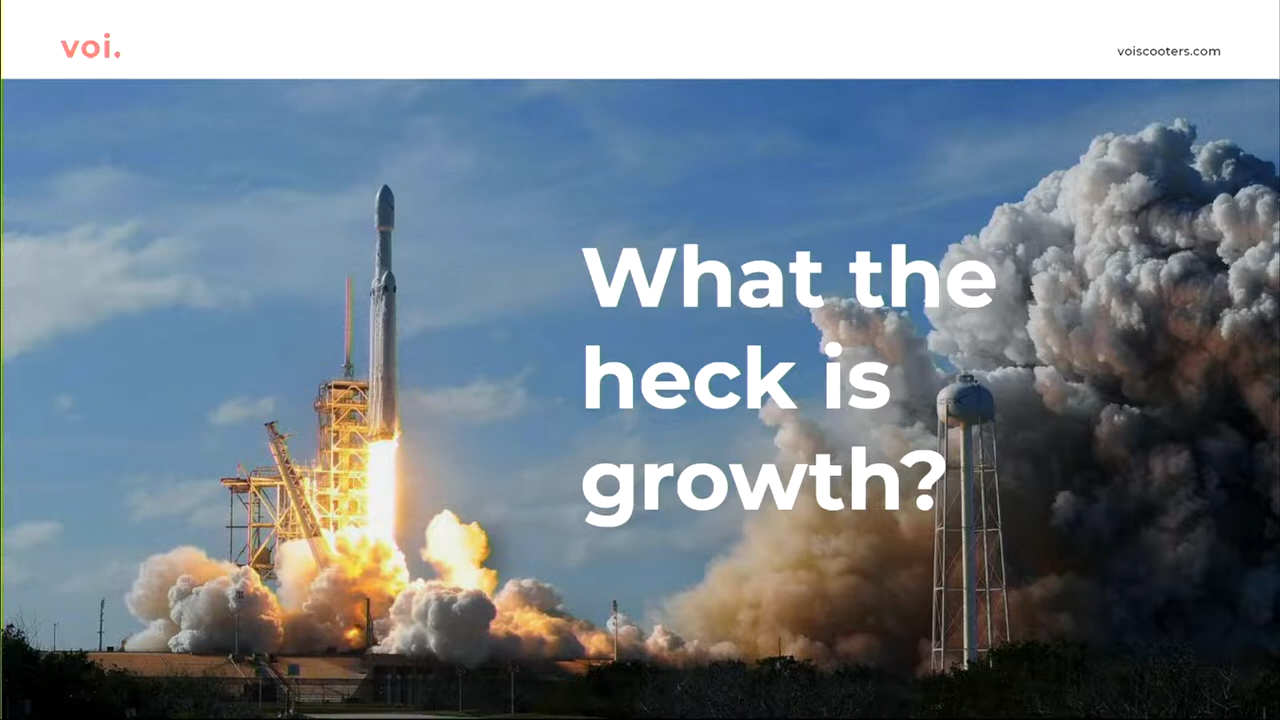 voi.
voiscooters.com
What the
heck is
growth?